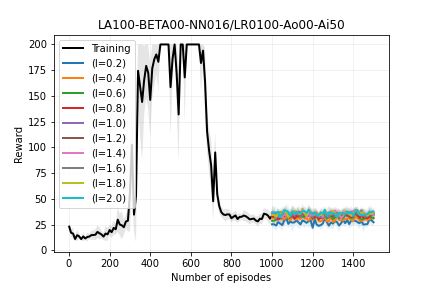 LA100-BETA00-NN016/LR0100-Ao00-Ai50
Reward
200
175
150
125
100
75
50
25
0
Training
(l=0.2)
(l=0.4)
(l=0.6)
(l=0.8)
(l=1.0)
(l=1.2)
(l=1.4)
(l=1.6)
(l=1.8)
(l=2.0)
0 200 400 600 800 1000 1200 1400
Number of episodes